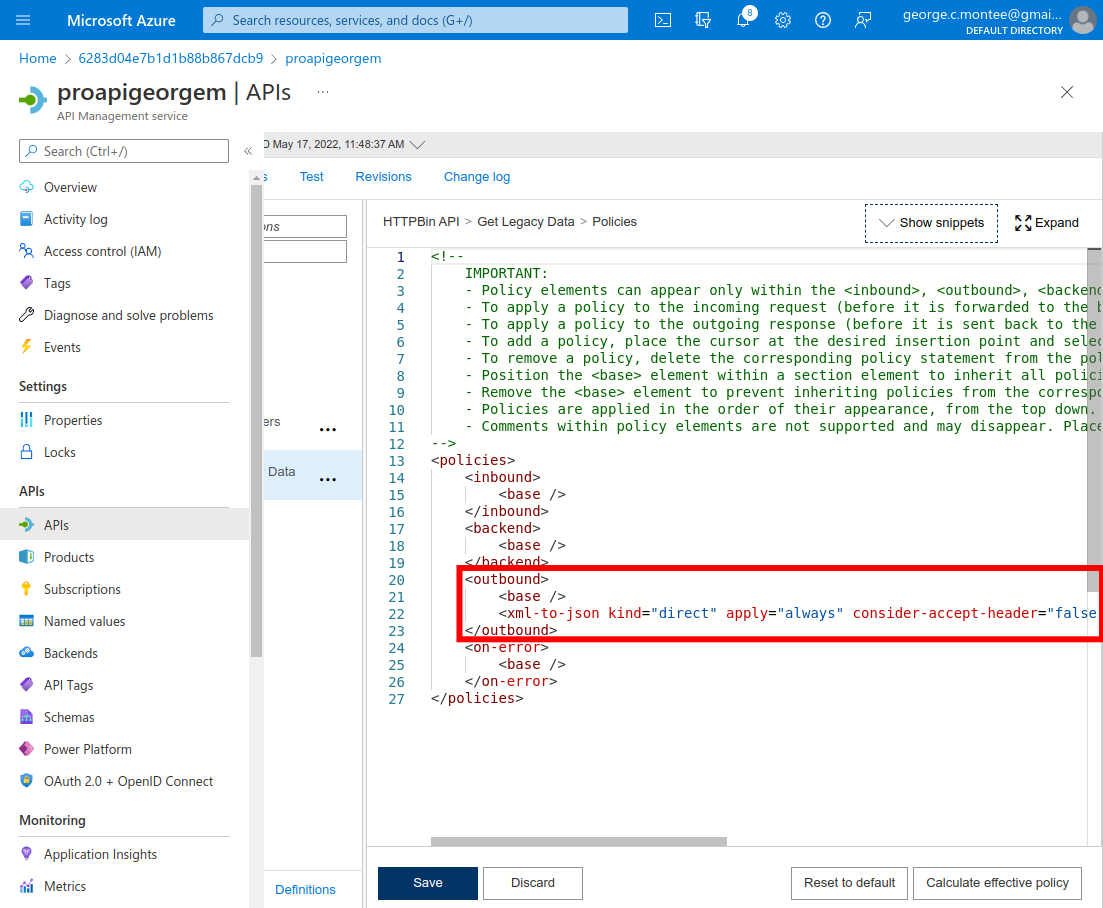 Microsoft Azure
Search resources, services, and docs (G+/)
8
george.c.montee@gmai...
DEFAULT DIRECTORY
Home > 6283d04e7b1d1b88b867dcb9 > proapigeorgem
proapigeorgem | APIs ...
API Management service
Search (Ctrl+/)
«
Overview
Activity log
Access control (IAM)
Tags
Diagnose and solve problems
Events
Settings
Properties
Locks
APIs
APIs
Products
Subscriptions
Named values
Backends
API Tags
Schemas
Power Platform
OAuth 2.0 + OpenID Connect
Monitoring
Application Insights
Metrics
May 17, 2022, 11:48:37 AM
s Test Revisions Change log
ons
ers ...
Data ...
Definitions
HTTPBin API > Get Legacy Data > Policies
Show snippets
Expand
1 <!--
2 IMPORTANT:
3 - Policy elements can appear only within the <inbound>, <outbound>, <backend
4 - To apply a policy to the incoming request (before it is forwarded to the b
5 - To apply a policy to the outgoing response (before it is sent back to the
6 - To add a policy, place the cursor at the desired insertion point and selec
7 - To remove a policy, delete the corresponding policy statement from the pol
8 - Position the <base> element within a section element to inherit all polici
9 - Remove the <base> element to prevent inheriting policies from the correspo
10 - Policies are applied in the order of their appearance, from the top down.
11 - Comments within policy elements are not supported and may disappear. Place
12 -->
13 <policies>
14 <inbound>
15 <base />
16 </inbound>
17 <backend>
18 <base />
19 </backend>
20 <outbound>
21 <base />
22 <xml-to-json kind="direct" apply="always" consider-accept-header="false
23 </outbound>
24 <on-error>
25 <base />
26 </on-error>
27 </policies>
Save
Discard
Reset to default
Calculate effective policy